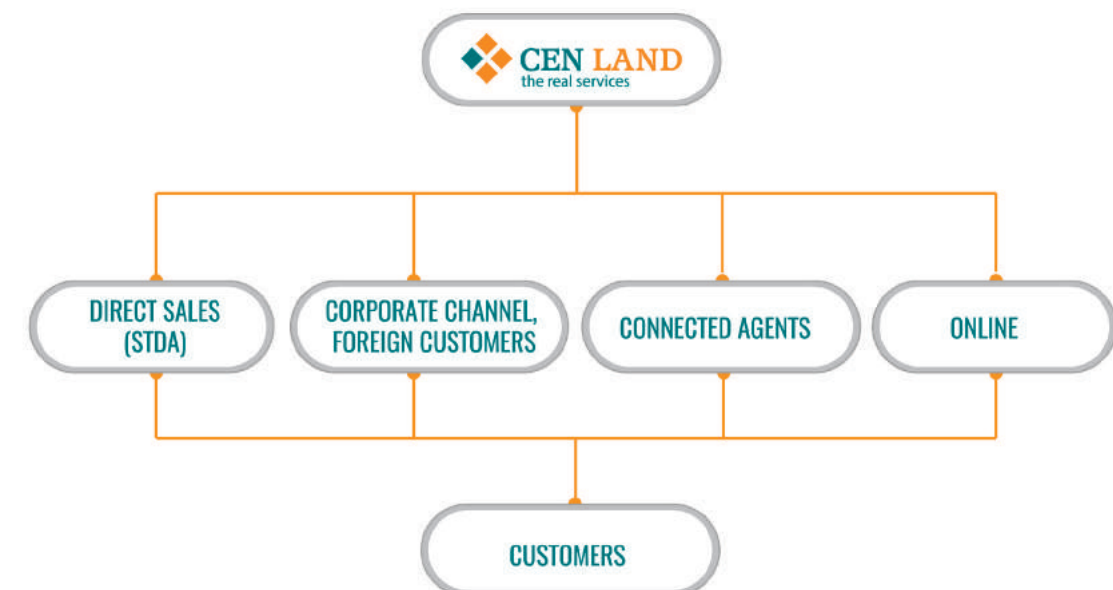 CEN LAND
the real services
DIRECT SALES
(STDA)
CORPORATE CHANNEL,
FOREIGN CUSTOMERS
CONNECTED AGENTS
ONLINE
CUSTOMERS